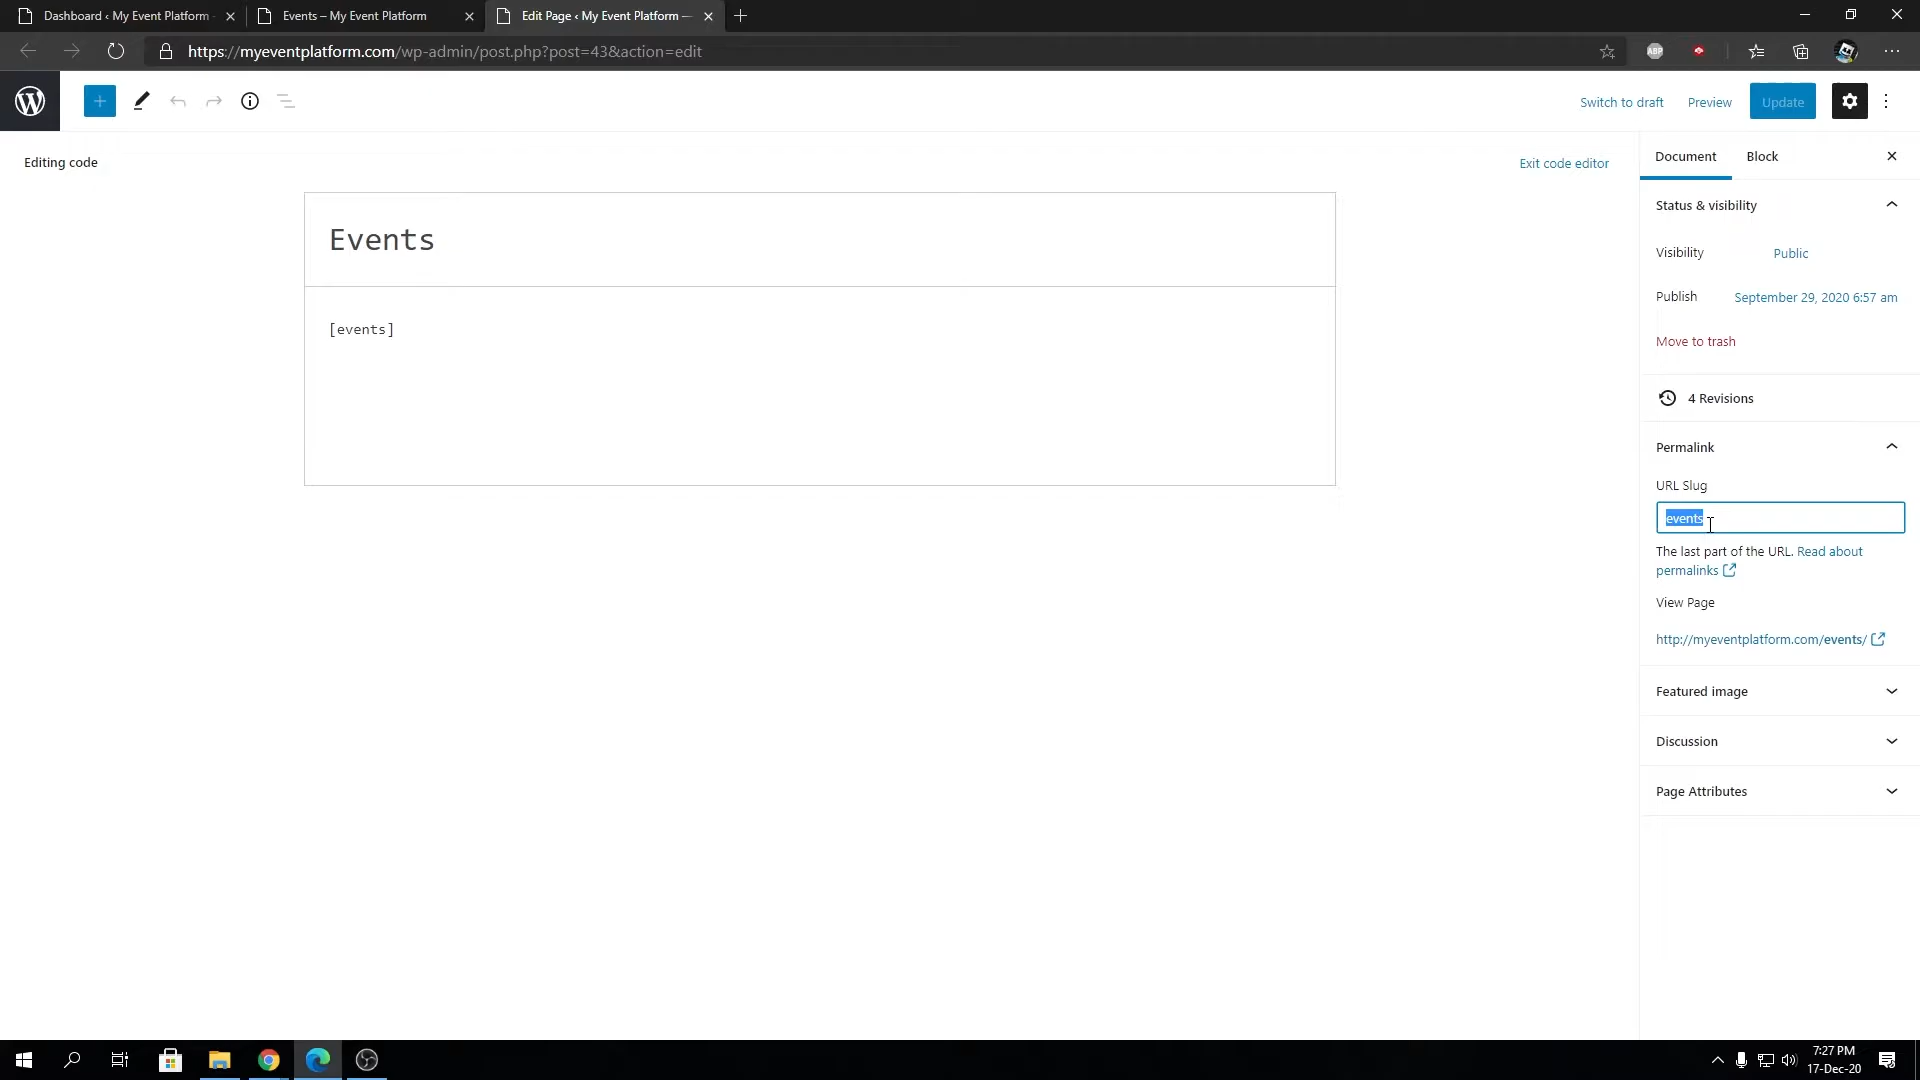 Dashboard ‹ My Event Platform
Events – My Event Platform
Edit Page ‹ My Event Platform —
https://myeventplatform.com/wp-admin/post.php?post=43&action=edit
ABP
Switch to draft
Preview
Update
Editing code
Exit code editor
Document
Block
Events
[events]
Status & visibility
Visibility
Public
Publish
September 29, 2020 6:57 am
Move to trash
4 Revisions
Permalink
URL Slug
events
The last part of the URL. Read about
permalinks
View Page
http://myeventplatform.com/events/
Featured image
Discussion
Page Attributes
7:27 PM
17-Dec-20